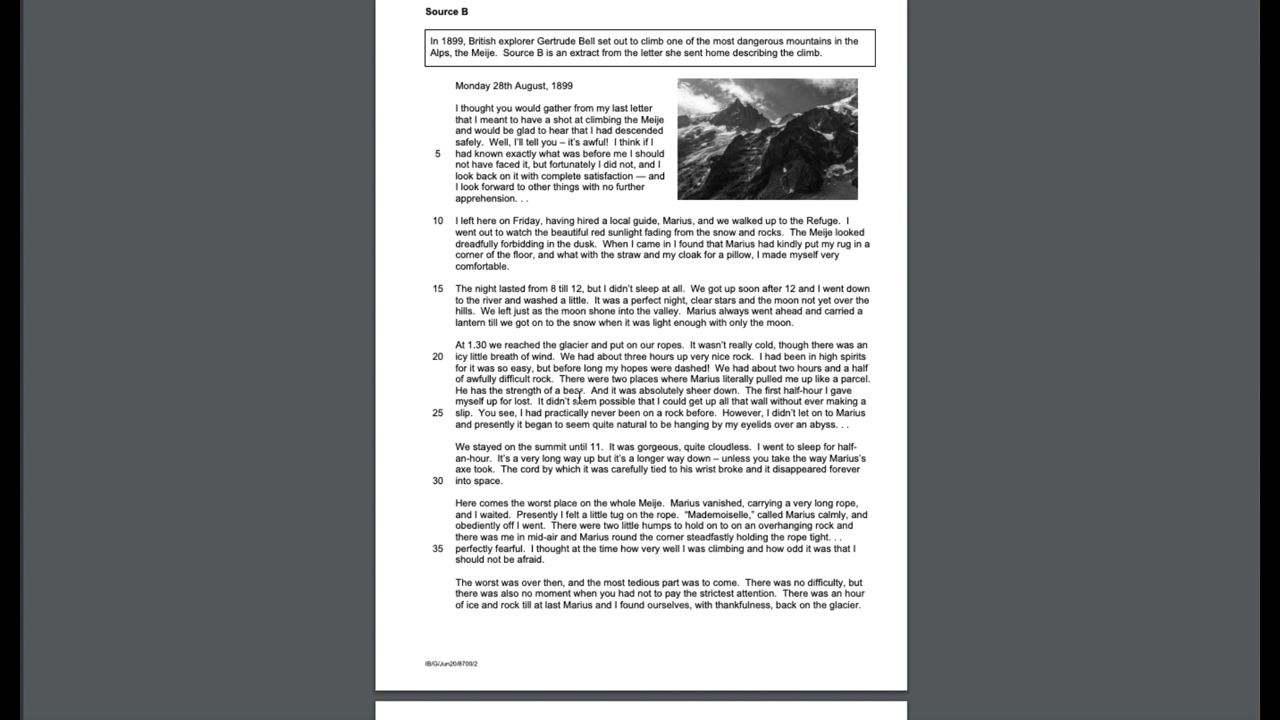 Source B
In 1899, British explorer Gertrude Bell set out to climb one of the most dangerous mountains in the
Alps, the Meije. Source B is an extract from the letter she sent home describing the climb.
Monday 28th August, 1899
I thought you would gather from my last letter
that I meant to have a shot at climbing the Meije
and would be glad to hear that I had descended
safely. Well, I'll tell you – it's awful! I think if I
5 had known exactly what was before me I should
not have faced it, but fortunately I did not, and I
look back on it with complete satisfaction — and
I look forward to other things with no further
apprehension. . .
10 I left here on Friday, having hired a local guide, Marius, and we walked up to the Refuge. I
went out to watch the beautiful red sunlight fading from the snow and rocks. The Meije looked
dreadfully forbidding in the dusk. When I came in I found that Marius had kindly put my rug in a
corner of the floor, and what with the straw and my cloak for a pillow, I made myself very
comfortable.
15 The night lasted from 8 till 12, but I didn't sleep at all. We got up soon after 12 and I went down
to the river and washed a little. It was a perfect night, clear stars and the moon not yet over the
hills. We left just as the moon shone into the valley. Marius always went ahead and carried a
lantern till we got on to the snow when it was light enough with only the moon.
At 1.30 we reached the glacier and put on our ropes. It wasn't really cold, though there was an
20 icy little breath of wind. We had about three hours up very nice rock. I had been in high spirits
for it was so easy, but before long my hopes were dashed! We had about two hours and a half
of awfully difficult rock. There were two places where Marius literally pulled me up like a parcel.
He has the strength of a bear. And it was absolutely sheer down. The first half-hour I gave
myself up for lost. It didn't seem possible that I could get up all that wall without ever making a
25 slip. You see, I had practically never been on a rock before. However, I didn't let on to Marius
and presently it began to seem quite natural to be hanging by my eyelids over an abyss. . .
We stayed on the summit until 11. It was gorgeous, quite cloudless. I went to sleep for half-
an-hour. It's a very long way up but it's a longer way down – unless you take the way Marius's
axe took. The cord by which it was carefully tied to his wrist broke and it disappeared forever
30 into space.
Here comes the worst place on the whole Meije. Marius vanished, carrying a very long rope,
and I waited. Presently I felt a little tug on the rope. "Mademoiselle," called Marius calmly, and
obediently off I went. There were two little humps to hold on to on an overhanging rock and
there was me in mid-air and Marius round the corner steadfastly holding the rope tight. . .
35 perfectly fearful. I thought at the time how very well I was climbing and how odd it was that I
should not be afraid.
The worst was over then, and the most tedious part was to come. There was no difficulty, but
there was also no moment when you had not to pay the strictest attention. There was an hour
of ice and rock till at last Marius and I found ourselves, with thankfulness, back on the glacier.
IB/G/Jun20/8700/2